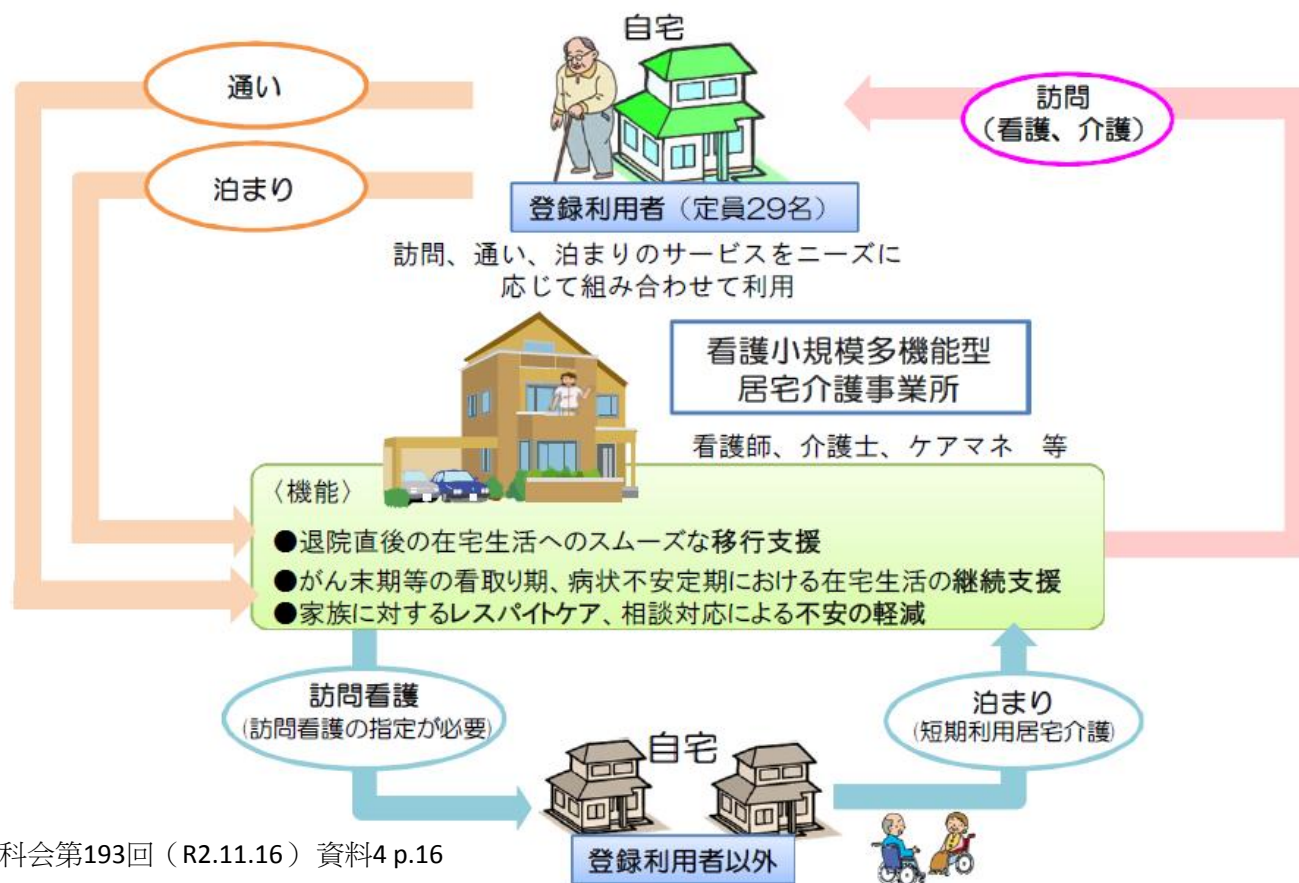 自宅
通い
訪問
（看護、介護）
泊まり
登録利用者（定員29名）
訪問、通い、泊まりのサービスをニーズに
応じて組み合わせて利用
看護小規模多機能型
居宅介護事業所
看護師、介護士、ケアマネ　等
〈機能〉
●退院直後の在宅生活へのスムーズな移行支援
●がん末期等の看取り期、病状不安定期における在宅生活の継続支援
●家族に対するレスパイトケア、相談対応による不安の軽減
訪問看護
(訪問看護の指定が必要)
泊まり
(短期利用居宅介護)
自宅
登録利用者以外
科会第193回（R2.11.16）資料4 p.16